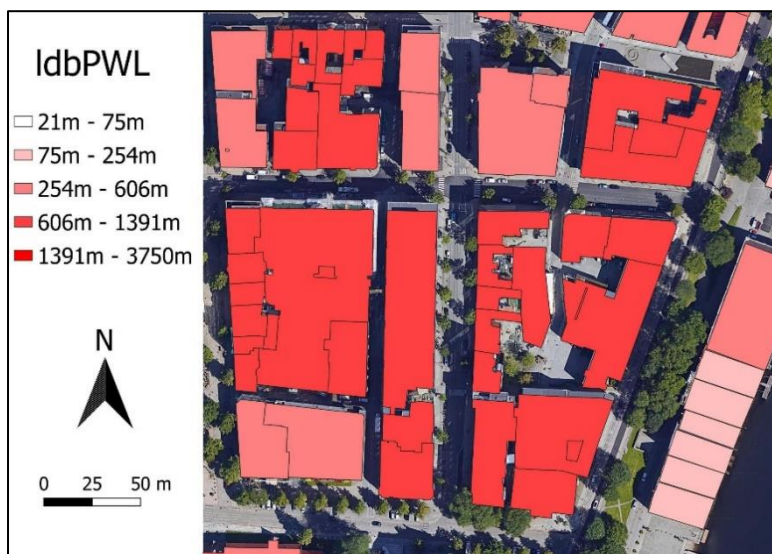 ldbPWL
21m - 75m
75m - 254m
254m - 606m
606m - 1391m
1391m - 3750m
N
0 25 50 m